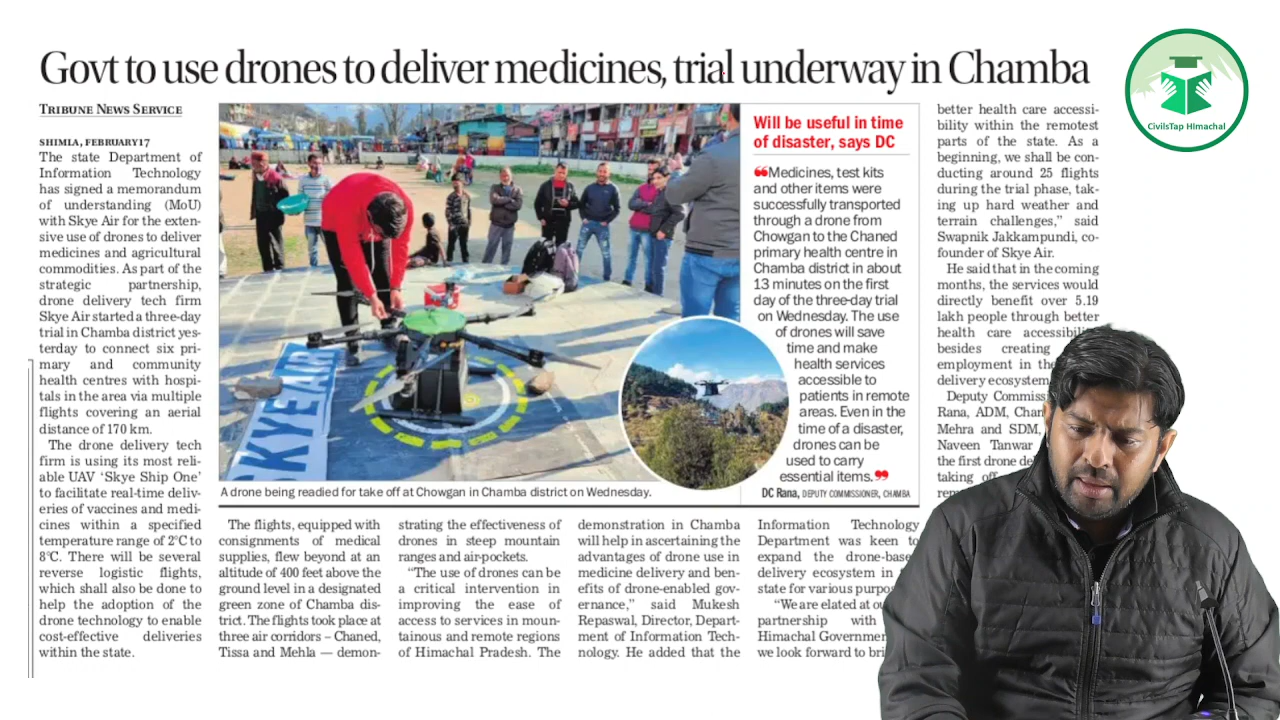 Govt to use drones to deliver medicines, trial underway in Chamba
TRIBUNE NEWS SERVICE
SHIMLA, FEBRUARY 17
The state Department of
Information Technology
has signed a memorandum
of understanding (MoU)
with Skye Air for the exten-
sive use of drones to deliver
medicines and agricultural
commodities. As part of the
strategic partnership,
drone delivery tech firm
Skye Air started a three-day
trial in Chamba district yes-
terday to connect six pri-
mary and community
health centres with hospi-
tals in the area via multiple
flights covering an aerial
distance of 170 km.
The drone delivery tech
firm is using its most reli-
able UAV ‘Skye Ship One’
to facilitate real-time deliv-
eries of vaccines and medi-
cines within a specified
temperature range of 2°C to
8°C. There will be several
reverse logistic flights,
which shall also be done to
help the adoption of the
drone technology to enable
cost-effective deliveries
within the state.
SKYEAIR
A drone being readied for take off at Chowgan in Chamba district on Wednesday.
Will be useful in time
of disaster, says DC
❝Medicines, test kits
and other items were
successfully transported
through a drone from
Chowgan to the Chaned
primary health centre in
Chamba district in about
13 minutes on the first
day of the three-day trial
on Wednesday. The use
of drones will save
time and make
health services
accessible to
patients in remote
areas. Even in the
time of a disaster,
drones can be
used to carry
essential items.❞
DC Rana, DEPUTY COMMISSIONER, CHAMBA
The flights, equipped with
consignments of medical
supplies, flew beyond at an
altitude of 400 feet above the
ground level in a designated
green zone of Chamba dis-
trict. The flights took place at
three air corridors – Chaned,
Tissa and Mehla — demon-
strating the effectiveness of
drones in steep mountain
ranges and air-pockets.
“The use of drones can be
a critical intervention in
improving the ease of
access to services in moun-
tainous and remote regions
of Himachal Pradesh. The
demonstration in Chamba
will help in ascertaining the
advantages of drone use in
medicine delivery and ben-
efits of drone-enabled gov-
ernance,” said Mukesh
Repaswal, Director, Depart-
ment of Information Tech-
nology. He added that the
Information Technology
Department was keen to
expand the drone-based
delivery ecosystem in
state for various
“We are elated at
partnership with
Himachal
we look forward to
better health care accessi-
bility within the remotest
parts of the state. As a
beginning, we shall be con-
ducting around 25 flights
during the trial phase, tak-
ing up hard weather and
terrain challenges,” said
Swapnik Jakkampundi, co-
founder of Skye Air.
He said that in the coming
months, the services would
directly benefit over 5.19
lakh people through better
health care
besides creating
employment in the
delivery ecosystem
Deputy
Rana, ADM,
Mehra and SDM,
Naveen Tanwar
the first drone
taking off
CivilsTap HImachal